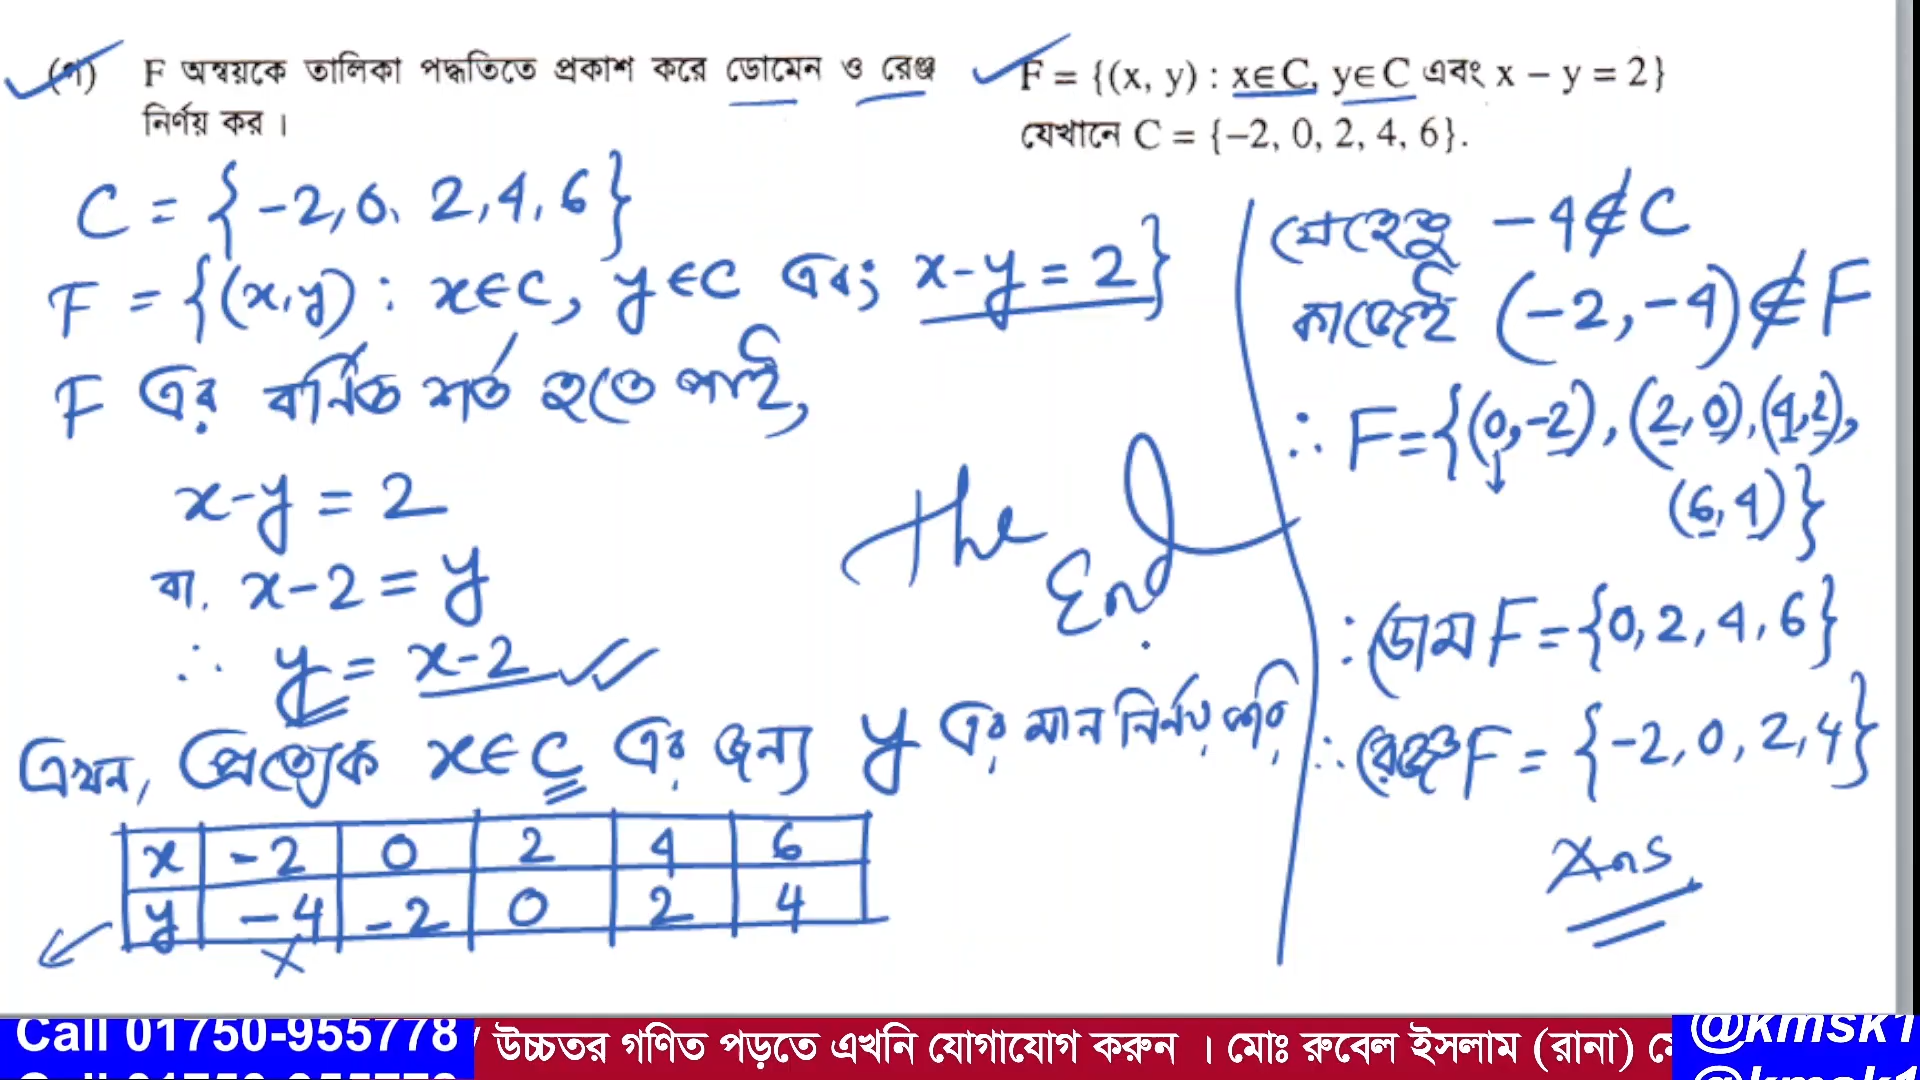 (গ) F অন্বয়কে তালিকা পদ্ধতিতে প্রকাশ করে ডোমেন ও রেঞ্জ
নির্ণয় কর।
F = {(x, y) : x∈C, y∈C এবং x – y = 2}
যেখানে C = {–2, 0, 2, 4, 6}.
C = {-2, 0, 2, 4, 6}
F = {(x, y) : x∈C, y∈C এবং x-y = 2}
F এর বর্নিত শর্ত হতে পাই,
x-y = 2
বা, x-2 = y
∴ y = x-2
এখন, প্রত্যেক x∈C এর জন্য y এর মান নির্নয় করি,
x -2 0 2 4 6
y -4 -2 0 2 4
The
End
যেহেতু -4∉C
কাজেই (-2, -4)∉F
∴ F={(0,-2), (2,0), (4,2),
(6,4)}
∴ ডোম F = {0, 2, 4, 6}
∴ রেঞ্জ F = {-2, 0, 2, 4}
Ans
Call 01750-955778
উচ্চতর গণিত পড়তে এখনি যোগাযোগ করুন । মোঃ রুবেল ইসলাম (রানা)
@kmsk1